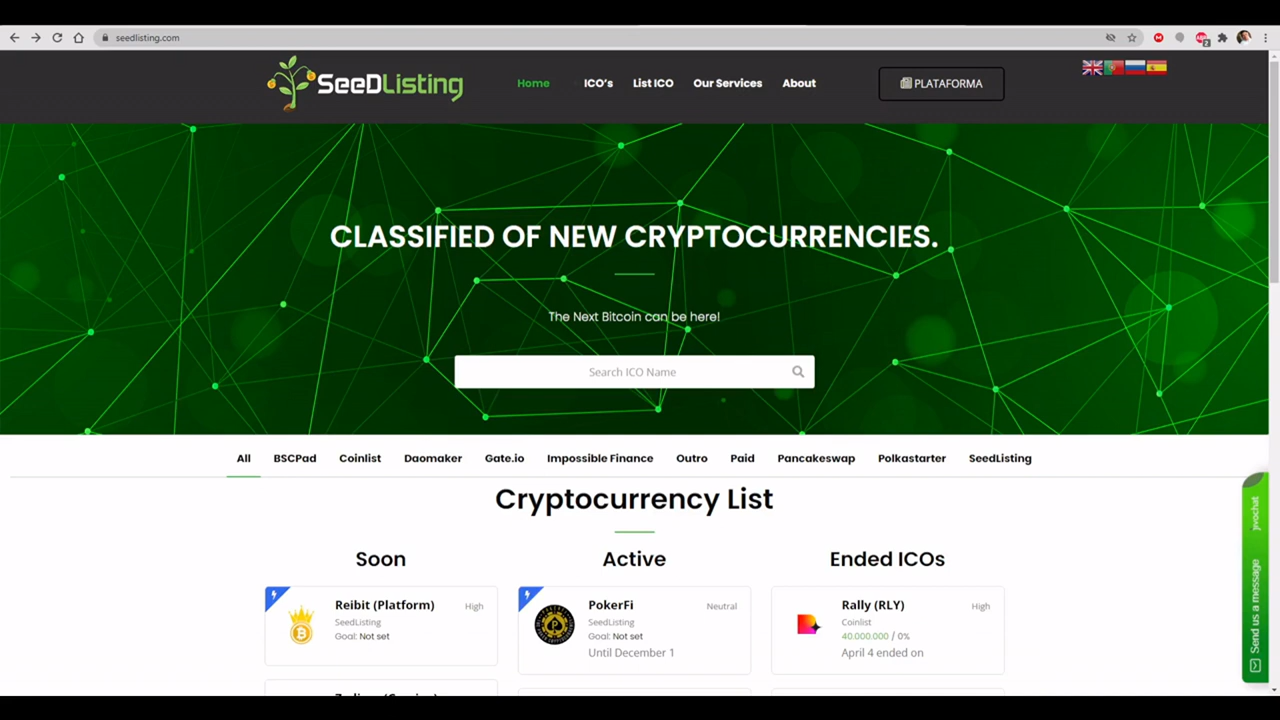 seedlisting.com
SeeDListing
Home
ICO's
List ICO
Our Services
About
PLATAFORMA
CLASSIFIED OF NEW CRYPTOCURRENCIES.
The Next Bitcoin can be here!
Search ICO Name
All
BSCPad
Coinlist
Daomaker
Gate.io
Impossible Finance
Outro
Paid
Pancakeswap
Polkastarter
SeedListing
Cryptocurrency List
Soon
Reibit (Platform)
High
SeedListing
Goal: Not set
Active
PokerFi
Neutral
SeedListing
Goal: Not set
Until December 1
Ended ICOs
Rally (RLY)
High
Coinlist
40.000.000 / 0%
April 4 ended on
Send us a message
jivochat